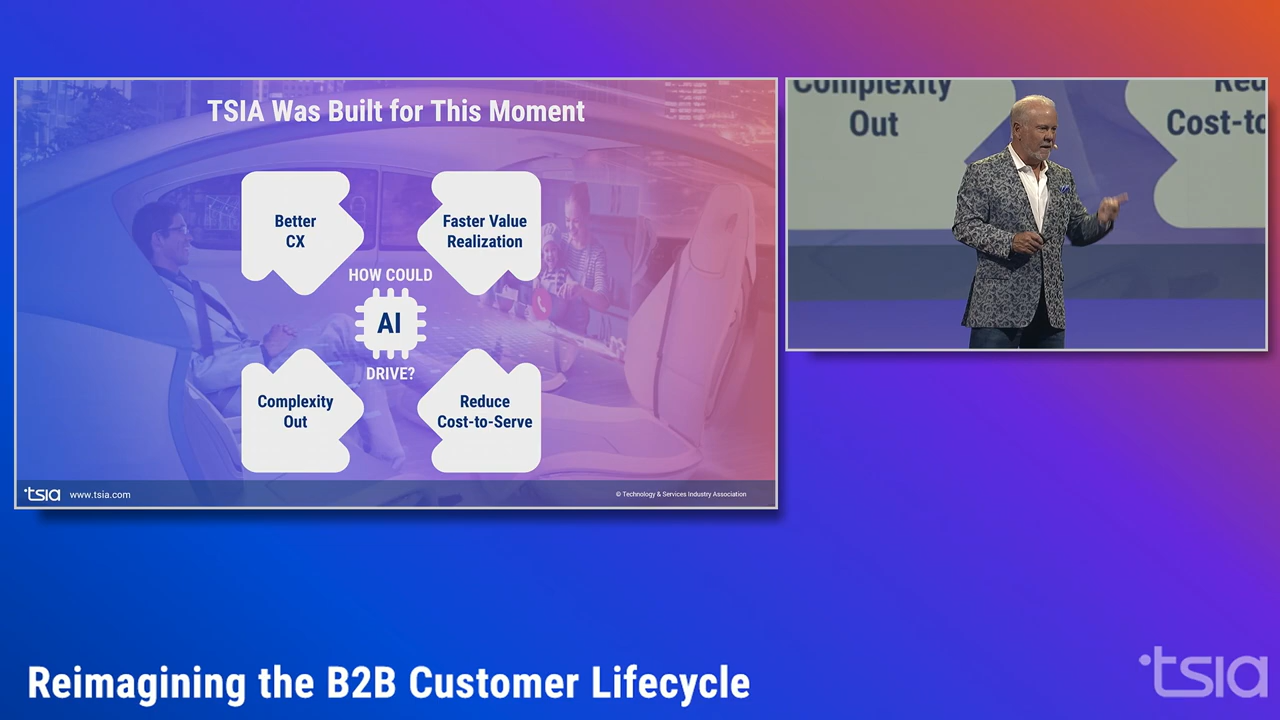 TSIA Was Built for This Moment
Better
CX
Faster Value
Realization
HOW COULD
AI
DRIVE?
Complexity
Out
Reduce
Cost-to-Serve
tsia www.tsia.com
© Technology & Services Industry Association
Complexity
Out
Red
Cost-to
Reimagining the B2B Customer Lifecycle
tsia